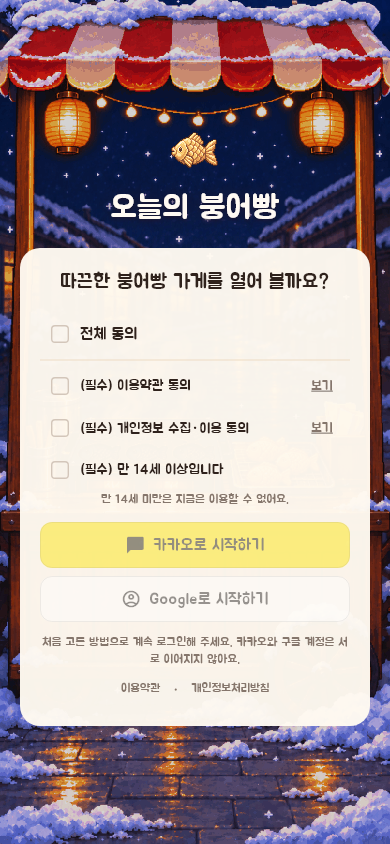 오늘의 붕어빵
따끈한 붕어빵 가게를 열어 볼까요?
전체 동의
(필수) 이용약관 동의 보기
(필수) 개인정보 수집·이용 동의 보기
(필수) 만 14세 이상입니다
만 14세 미만은 지금은 이용할 수 없어요.
카카오로 시작하기
Google로 시작하기
처음 고른 방법으로 계속 로그인해 주세요. 카카오와 구글 계정은 서
로 이어지지 않아요.
이용약관 · 개인정보처리방침